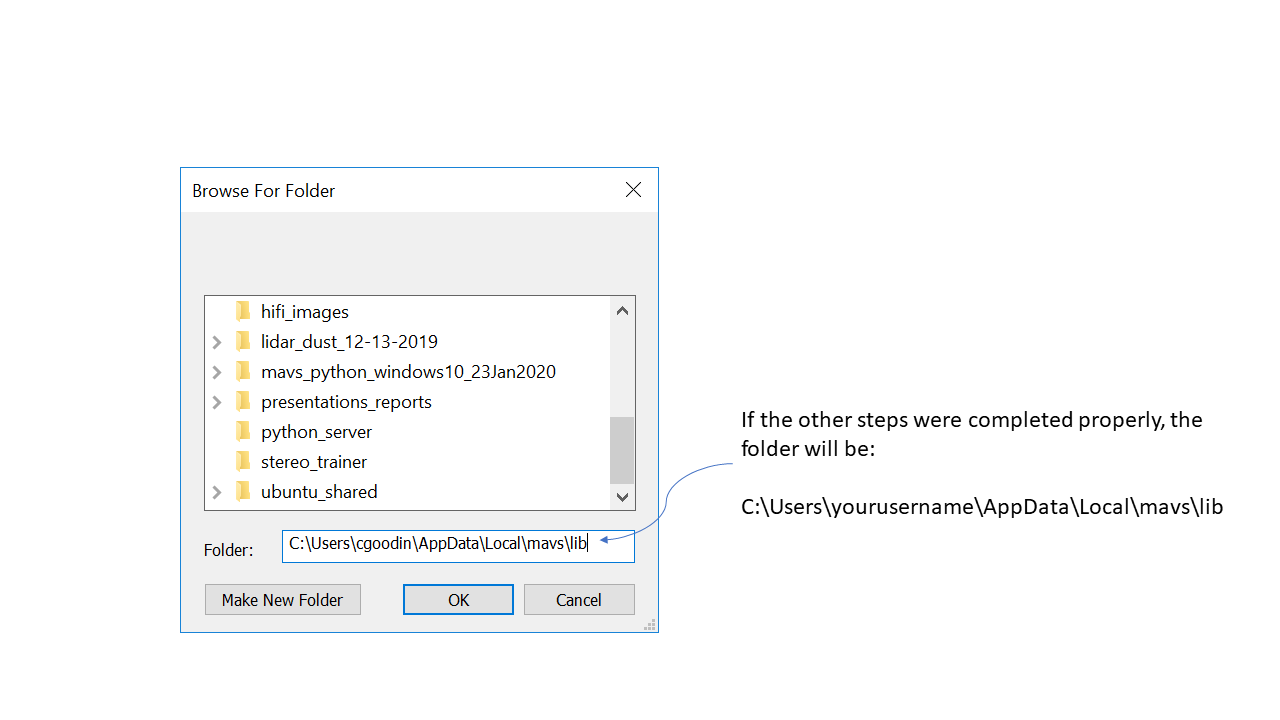 Browse For Folder
hifi_images
lidar_dust_12-13-2019
mavs_python_windows10_23Jan2020
presentations_reports
python_server
stereo_trainer
ubuntu_shared
If the other steps were completed properly, the
folder will be:
C:\Users\yourusername\AppData\Local\mavs\lib
Folder:
C:\Users\cgoodin\AppData\Local\mavs\lib
Make New Folder
OK
Cancel